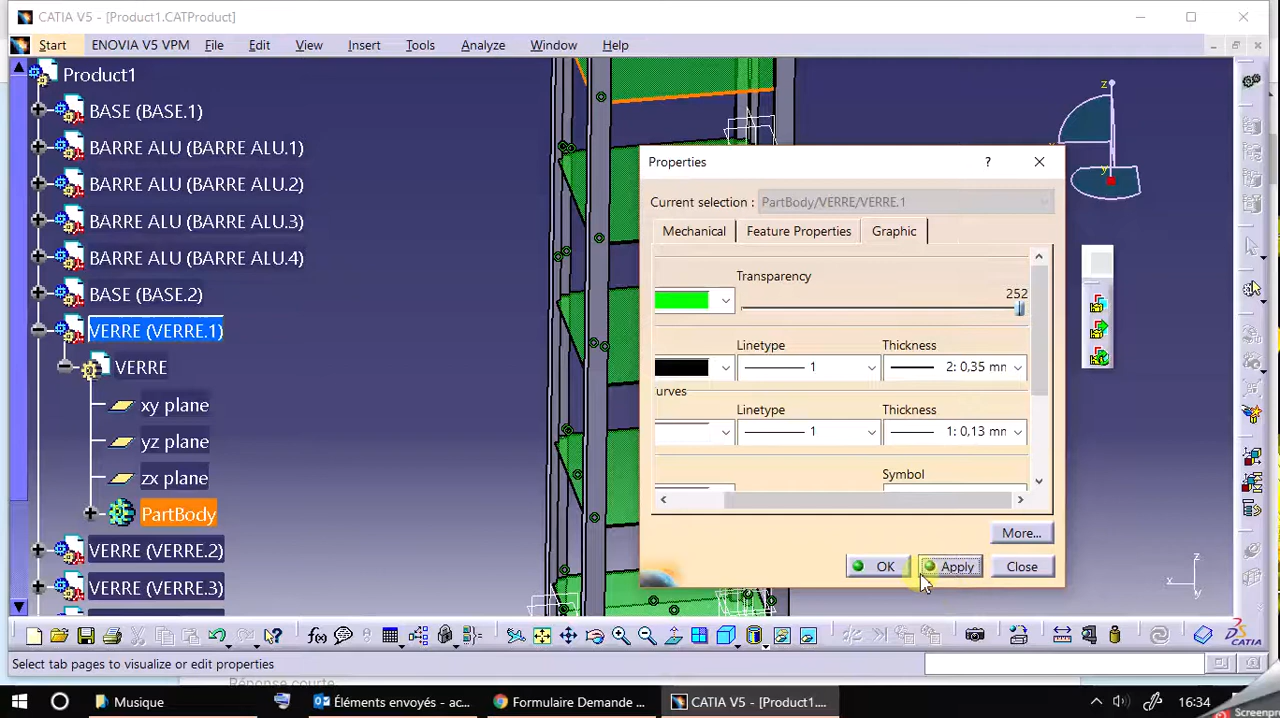 CATIA V5 - [Product1.CATProduct]
Start ENOVIA V5 VPM File Edit View Insert Tools Analyze Window Help
Product1
BASE (BASE.1)
BARRE ALU (BARRE ALU.1)
BARRE ALU (BARRE ALU.2)
BARRE ALU (BARRE ALU.3)
BARRE ALU (BARRE ALU.4)
BASE (BASE.2)
VERRE (VERRE.1)
VERRE
xy plane
yz plane
zx plane
PartBody
VERRE (VERRE.2)
VERRE (VERRE.3)
z
y
Properties ?
Current selection : PartBody/VERRE/VERRE.1
Mechanical Feature Properties Graphic
Transparency
252
Linetype Thickness
1 2: 0,35 mm
urves
Linetype Thickness
1 1: 0,13 mm
Symbol
More...
OK Apply Close
z
x
y
f(x)
CATIA
Select tab pages to visualize or edit properties
Réponse courte
Musique Éléments envoyés - ac... Formulaire Demande ... CATIA V5 - [Product1.... 16:34
Screenpr